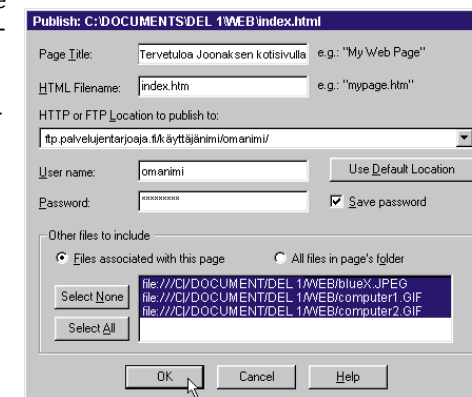 e
Publish: C:\DOCUMENTS\DEL 1\WEB\index.html
Page Title: Tervetuloa Joonaksen kotisivulla e.g.: "My Web Page"
HTML Filename: index.htm e.g.: "mypage.htm"
HTTP or FTP Location to publish to:
ftp.palvelujentarjoaja.fi/käyttäjänimi/omanimi/
User name: omanimi Use Default Location
Password: xxxxxxxxx Save password
Other files to include
Files associated with this page All files in page's folder
Select None
Select All
file:///C|/DOCUMENT/DEL 1/WEB/blueX.JPEG
file:///C|/DOCUMENT/DEL 1/WEB/computer1.GIF
file:///C|/DOCUMENT/DEL 1/WEB/computer2.GIF
OK Cancel Help